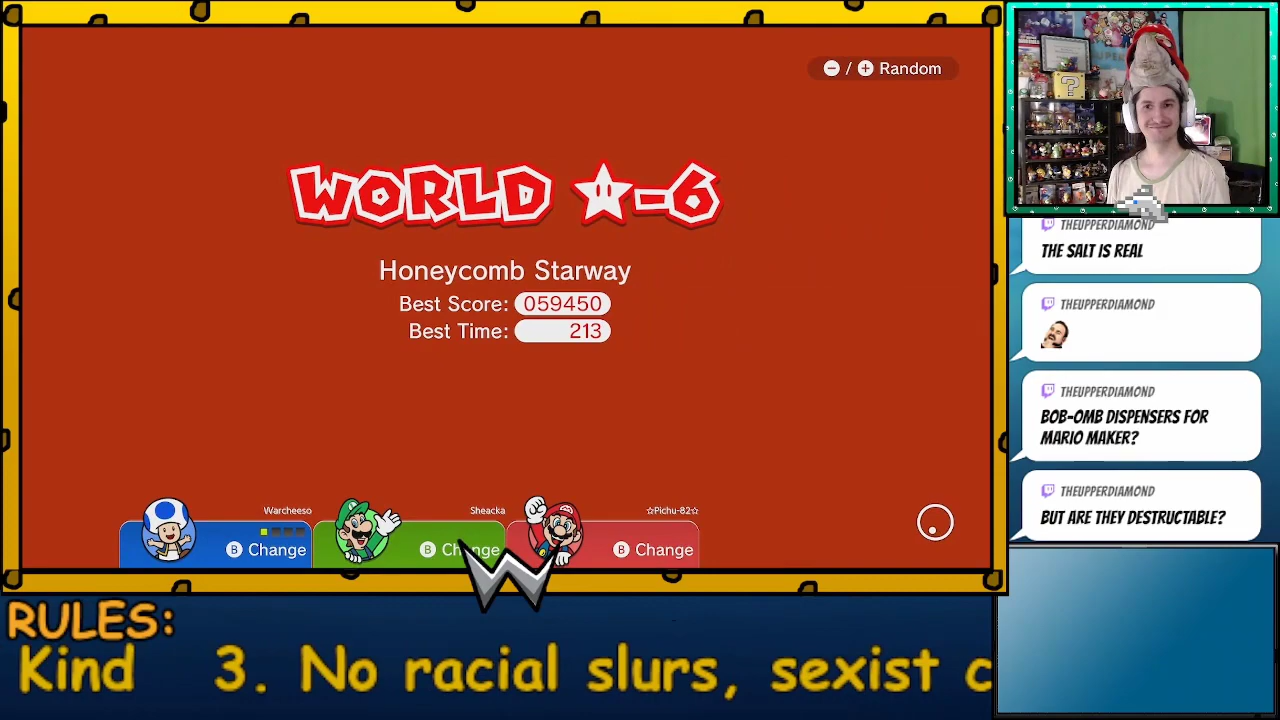 − / + Random
WORLD ★-6
Honeycomb Starway
Best Score: 059450
Best Time: 213
Warcheeso
B Change
Sheacka
B Change
☆Pichu-82☆
B Change
W
THEUPPERDIAMOND
THE SALT IS REAL
THEUPPERDIAMOND
THEUPPERDIAMOND
BOB-OMB DISPENSERS FOR
MARIO MAKER?
THEUPPERDIAMOND
BUT ARE THEY DESTRUCTABLE?
RULES:
Kind 3. No racial slurs, sexist c